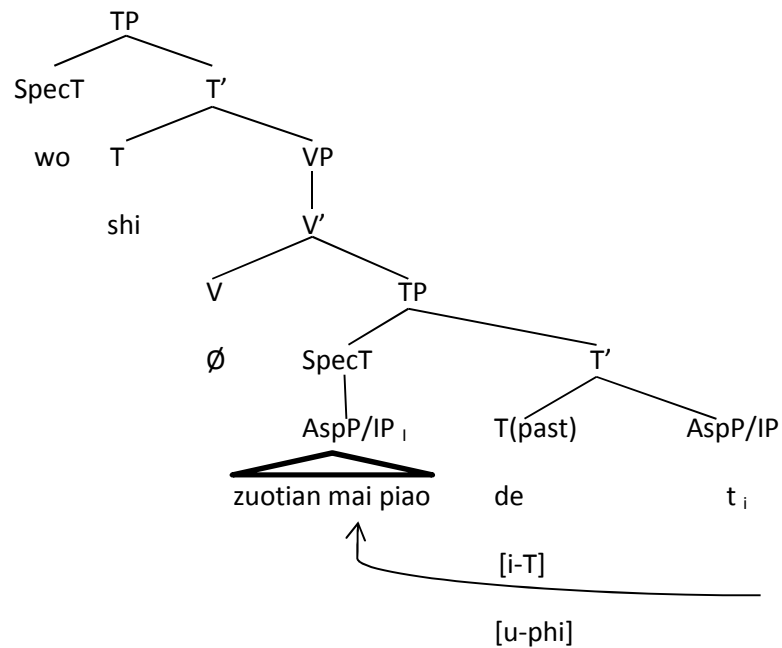 TP
SpecT T’
wo T VP
shi V’
V TP
Ø SpecT T’
AspP/IP I T(past) AspP/IP
zuotian mai piao de t i
[i-T]
[u-phi]